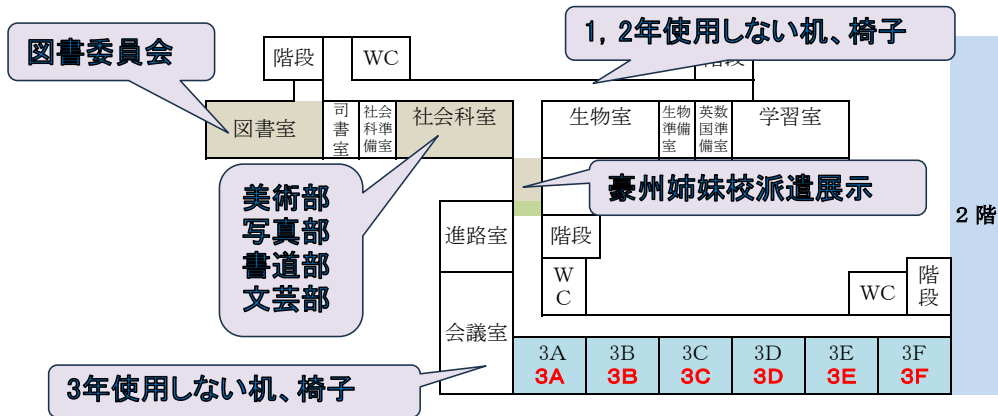 図書委員会
1, 2年使用しない机、椅子
階段
WC
階段
図書室
司書室
社会科準備室
社会科室
生物室
生物準備室
英数国準備室
学習室
美術部
写真部
書道部
文芸部
豪州姉妹校派遣展示
2 階
進路室
階段
WC
WC
階段
会議室
3A
3B
3C
3D
3E
3F
3A
3B
3C
3D
3E
3F
3年使用しない机、椅子